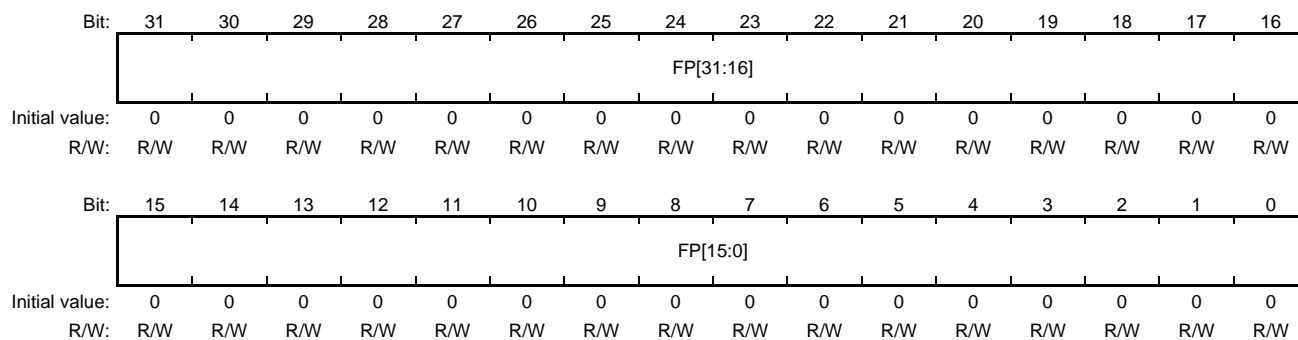 Bit: 31 30 29 28 27 26 25 24 23 22 21 20 19 18 17 16
FP[31:16]
Initial value: 0 0 0 0 0 0 0 0 0 0 0 0 0 0 0 0
R/W: R/W R/W R/W R/W R/W R/W R/W R/W R/W R/W R/W R/W R/W R/W R/W R/W
Bit: 15 14 13 12 11 10 9 8 7 6 5 4 3 2 1 0
FP[15:0]
Initial value: 0 0 0 0 0 0 0 0 0 0 0 0 0 0 0 0
R/W: R/W R/W R/W R/W R/W R/W R/W R/W R/W R/W R/W R/W R/W R/W R/W R/W